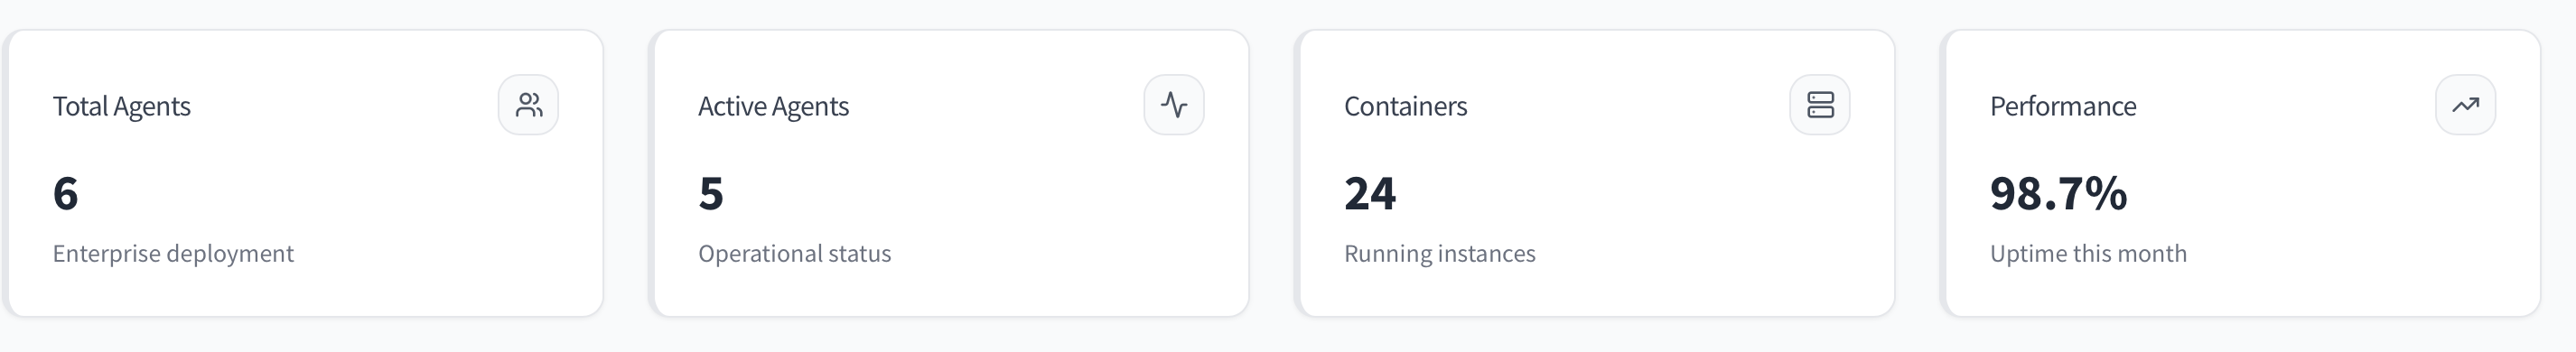 Total Agents
6
Enterprise deployment
Active Agents
5
Operational status
Containers
24
Running instances
Performance
98.7%
Uptime this month